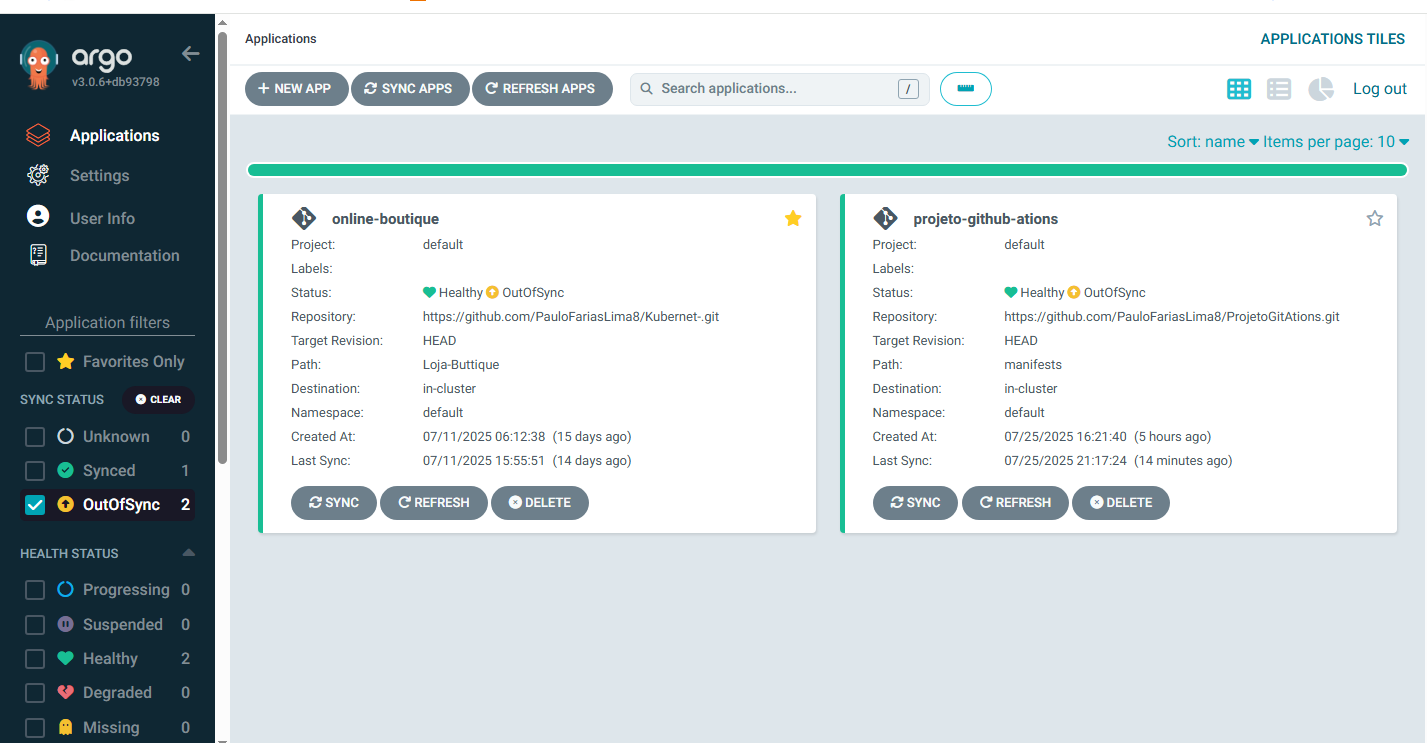 argo
v3.0.6+db93798
Applications
Settings
User Info
Documentation
Application filters
Favorites Only
SYNC STATUS CLEAR
Unknown 0
Synced 1
OutOfSync 2
HEALTH STATUS
Progressing 0
Suspended 0
Healthy 2
Degraded 0
Missing 0
Applications APPLICATIONS TILES
+ NEW APP SYNC APPS REFRESH APPS Search applications... / Log out
Sort: name Items per page: 10
online-boutique
Project: default
Labels:
Status: Healthy OutOfSync
Repository: https://github.com/PauloFariasLima8/Kubernet-.git
Target Revision: HEAD
Path: Loja-Buttique
Destination: in-cluster
Namespace: default
Created At: 07/11/2025 06:12:38 (15 days ago)
Last Sync: 07/11/2025 15:55:51 (14 days ago)
SYNC REFRESH DELETE
projeto-github-ations
Project: default
Labels:
Status: Healthy OutOfSync
Repository: https://github.com/PauloFariasLima8/ProjetoGitAtions.git
Target Revision: HEAD
Path: manifests
Destination: in-cluster
Namespace: default
Created At: 07/25/2025 16:21:40 (5 hours ago)
Last Sync: 07/25/2025 21:17:24 (14 minutes ago)
SYNC REFRESH DELETE